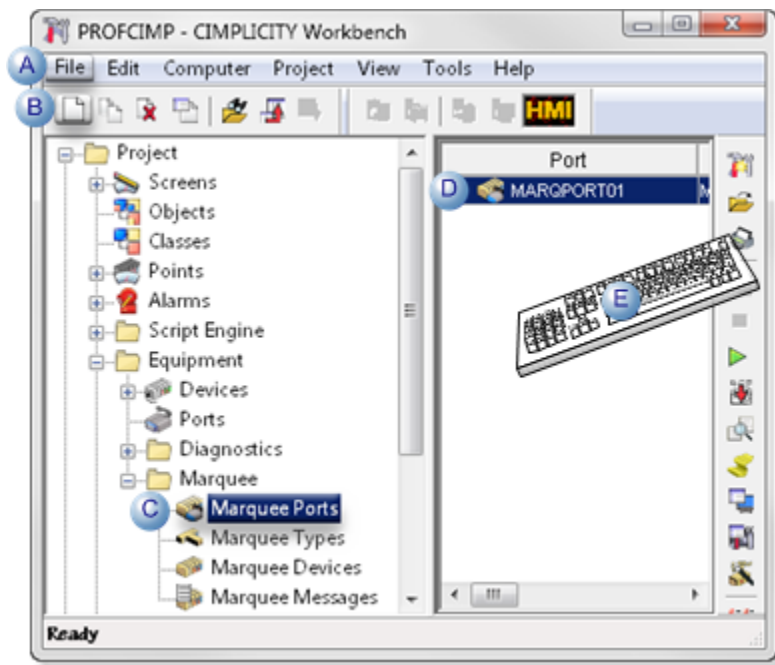 PROFCIMP - CIMPLICITY Workbench
A File Edit Computer Project View Tools Help
B HMI
Project
Screens
Objects
Classes
Points
Alarms
Script Engine
Equipment
Devices
Ports
Diagnostics
Marquee
C Marquee Ports
Marquee Types
Marquee Devices
Marquee Messages
Port
D MARQPORT01 M
E
Ready